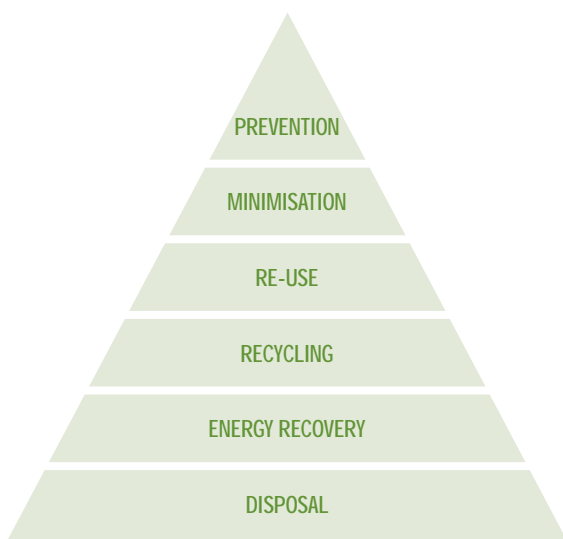 PREVENTION
MINIMISATION
RE-USE
RECYCLING
ENERGY RECOVERY
DISPOSAL